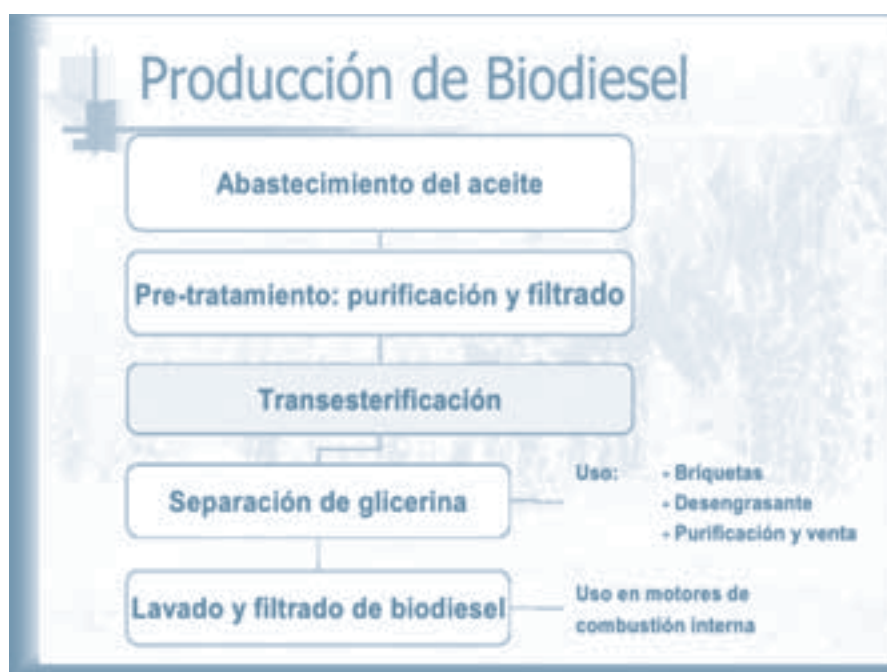 Producción de Biodiesel
Abastecimiento del aceite
Pre-tratamiento: purificación y filtrado
Transesterificación
Separación de glicerina
Uso: - Briquetas
- Desengrasante
- Purificación y venta
Lavado y filtrado de biodiesel
Uso en motores de
combustión interna